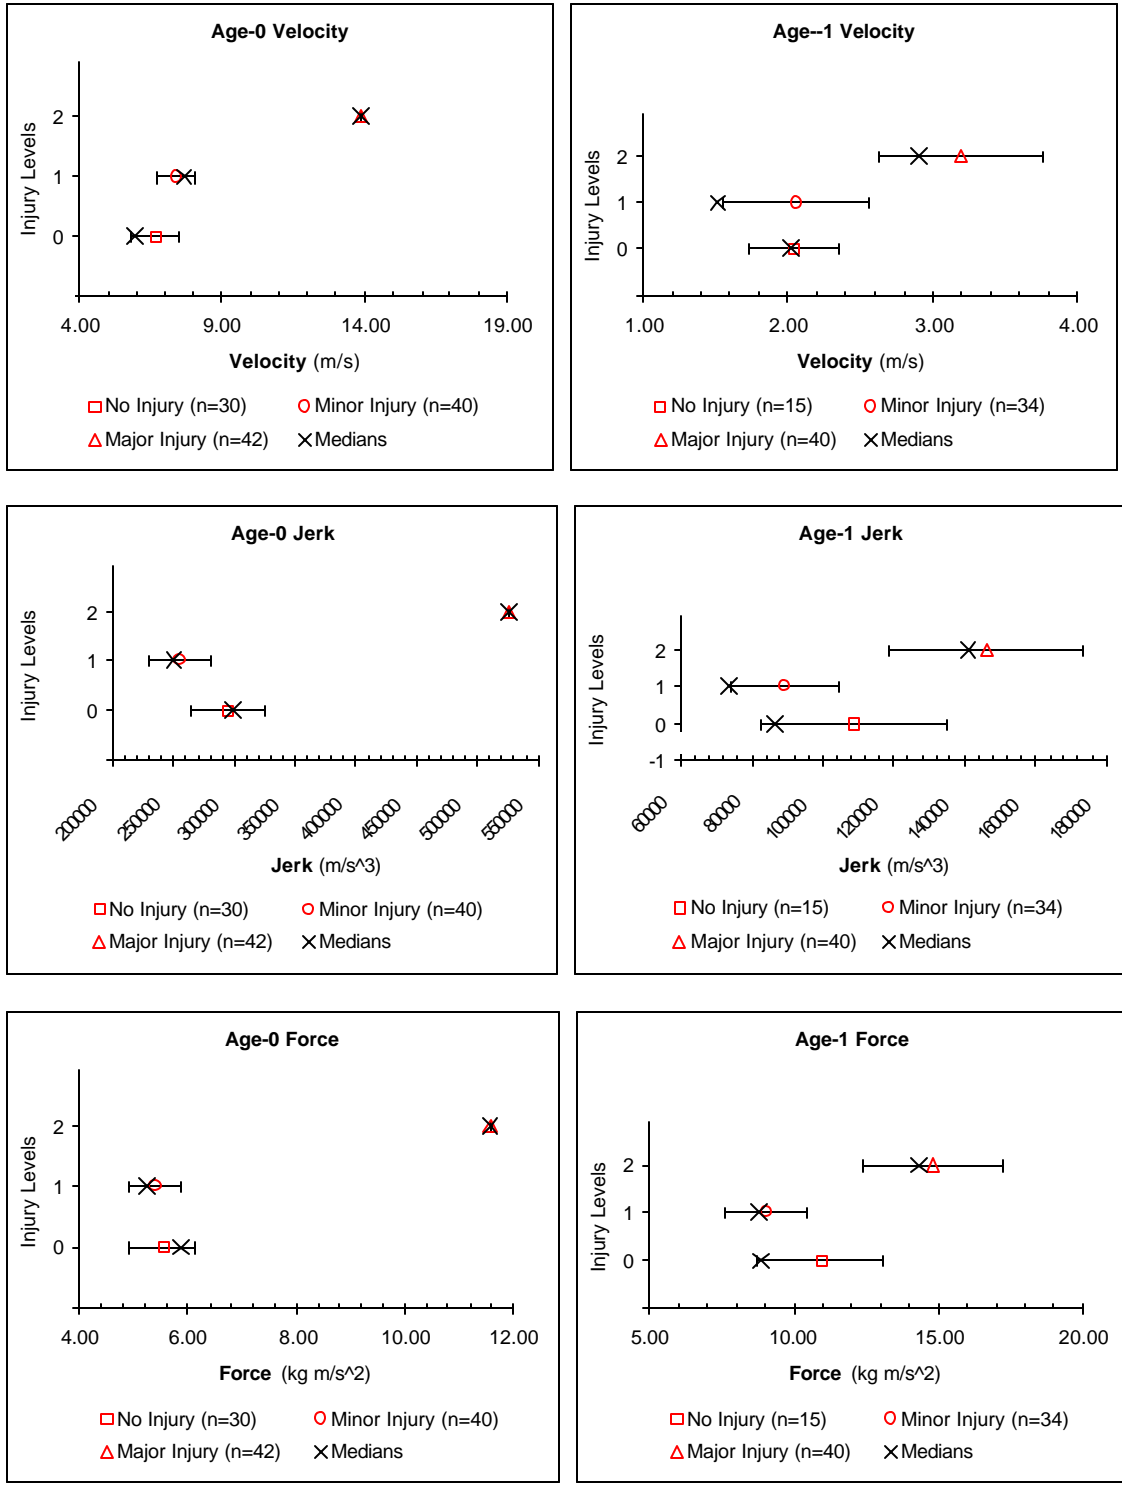 Age-0 Velocity
Injury Levels
2
1
0
4.00 9.00 14.00 19.00
Velocity (m/s)
No Injury (n=30) Minor Injury (n=40)
Major Injury (n=42) Medians
Age--1 Velocity
Injury Levels
2
1
0
1.00 2.00 3.00 4.00
Velocity (m/s)
No Injury (n=15) Minor Injury (n=34)
Major Injury (n=40) Medians
Age-0 Jerk
Injury Levels
2
1
0
200000 250000 300000 350000 400000 450000 500000 550000
Jerk (m/s^3)
No Injury (n=30) Minor Injury (n=40)
Major Injury (n=42) Medians
Age-1 Jerk
Injury Levels
2
1
0
-1
60000 80000 100000 120000 140000 160000 180000
Jerk (m/s^3)
No Injury (n=15) Minor Injury (n=34)
Major Injury (n=40) Medians
Age-0 Force
Injury Levels
2
1
0
4.00 6.00 8.00 10.00 12.00
Force (kg m/s^2)
No Injury (n=30) Minor Injury (n=40)
Major Injury (n=42) Medians
Age-1 Force
Injury Levels
2
1
0
5.00 10.00 15.00 20.00
Force (kg m/s^2)
No Injury (n=15) Minor Injury (n=34)
Major Injury (n=40) Medians